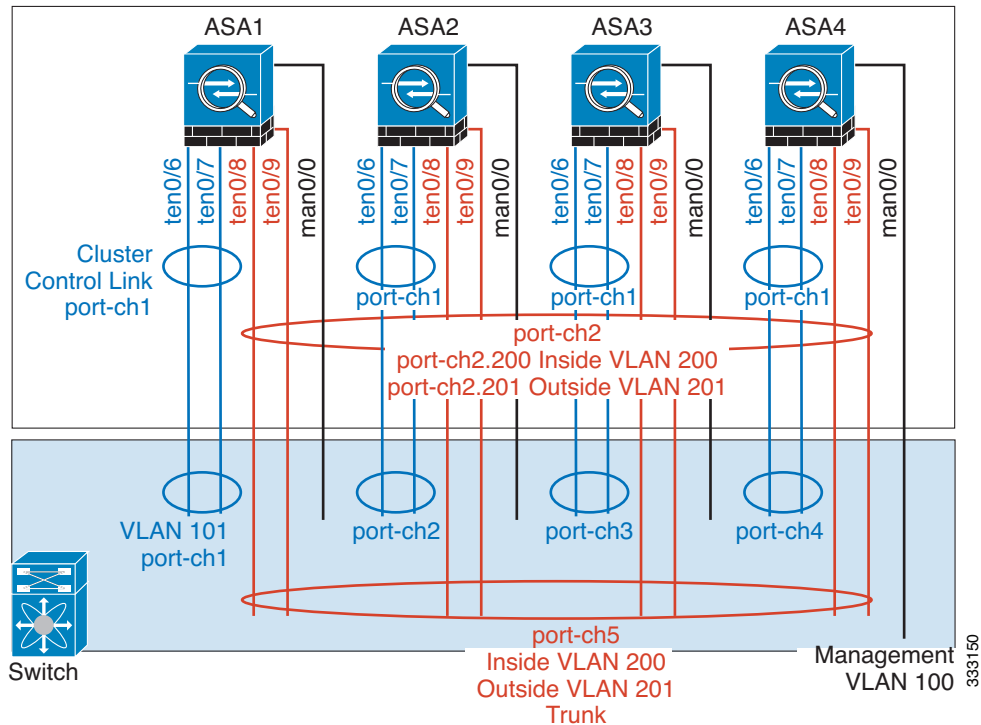 ASA1
ASA2
ASA3
ASA4
ten0/6
ten0/7
ten0/8
ten0/9
man0/0
ten0/6
ten0/7
ten0/8
ten0/9
man0/0
ten0/6
ten0/7
ten0/8
ten0/9
man0/0
ten0/6
ten0/7
ten0/8
ten0/9
man0/0
Cluster
Control Link
port-ch1
port-ch1
port-ch1
port-ch1
port-ch2
port-ch2.200 Inside VLAN 200
port-ch2.201 Outside VLAN 201
VLAN 101
port-ch1
port-ch2
port-ch3
port-ch4
Switch
port-ch5
Inside VLAN 200
Outside VLAN 201
Trunk
Management
VLAN 100
333150